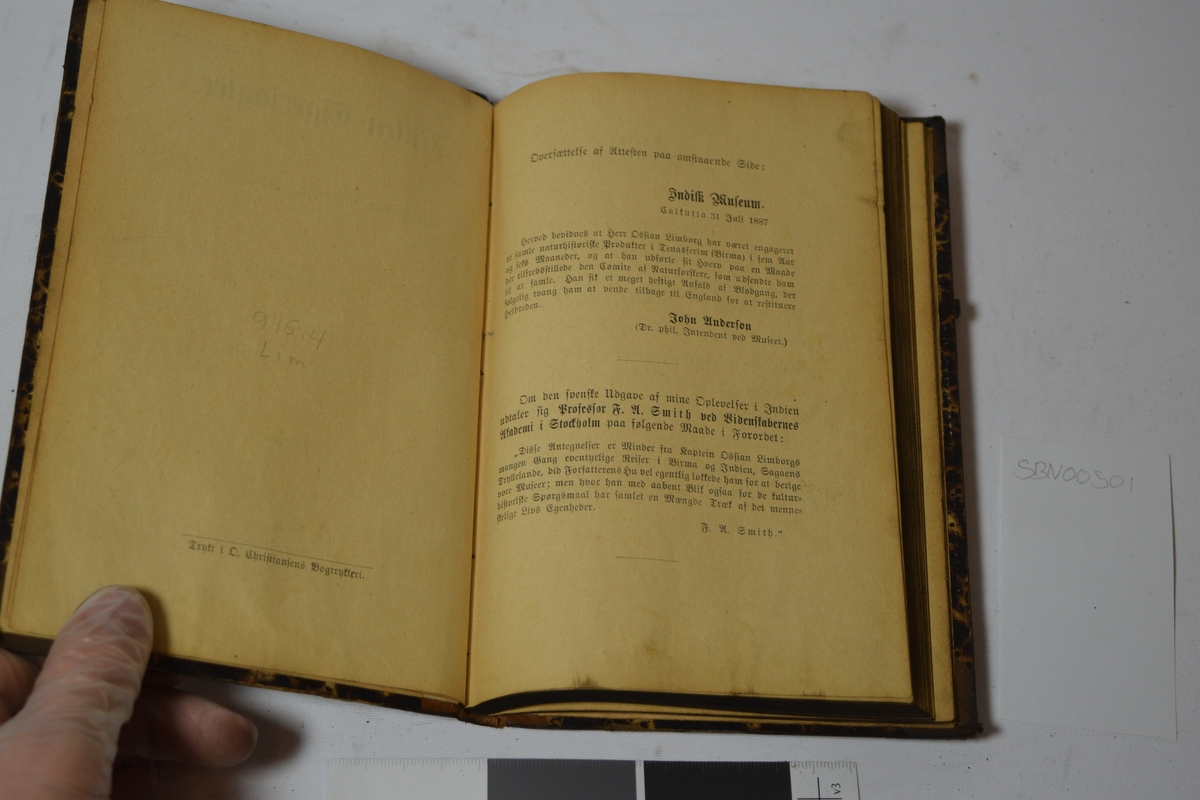 915.4
Lim
Trykt i O. Christiansens Bogtrykkeri.
Oversættelse af Attesten paa omstaaende Side:
Indisk Museum.
Calkutta 31 Juli 1887
Herved bevidnes at Herr Ossian Limborg har været engageret
at samle naturhistoriske Produkter i Tenasserim (Birma) i fem Aar
og seks Maaneder, og at han udførte sit Hverv paa en Maade
der tilfredsstillede den Comite af Naturforskere, som udsendte ham
til at samle. Han fik et meget heftigt Anfald af Blodgang, der
følgelig tvang ham at vende tilbage til England for at restituere
Helbreden.
John Anderson
(Dr. phil. Intendent ved Museet.)
Om den svenske Udgave af mine Oplevelser i Indien
udtaler sig Professor F. A. Smith ved Videnskabernes
Akademi i Stockholm paa følgende Maade i Forordet:
„Disse Antegnelser er Minder fra Kaptein Ossian Limborgs
mangen Gang eventyrlige Reiser i Birma og Indien, Sagaens
Tryllelande, did Forfatterens Hu vel egentlig lokkede ham for at berige
vore Museer; men hvor han med aabent Blik ogsaa for de kultur-
historiske Spørgsmaal har samlet en Mængde Træk af det menne-
skelige Livs Egenheder.
F. A. Smith.“
SBN00501
V3